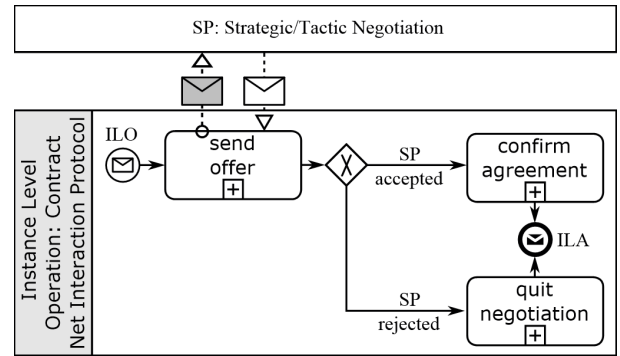 SP: Strategic/Tactic Negotiation
Instance Level
Operation: Contract
Net Interaction Protocol
ILO
send
offer
SP
accepted
confirm
agreement
ILA
SP
rejected
quit
negotiation